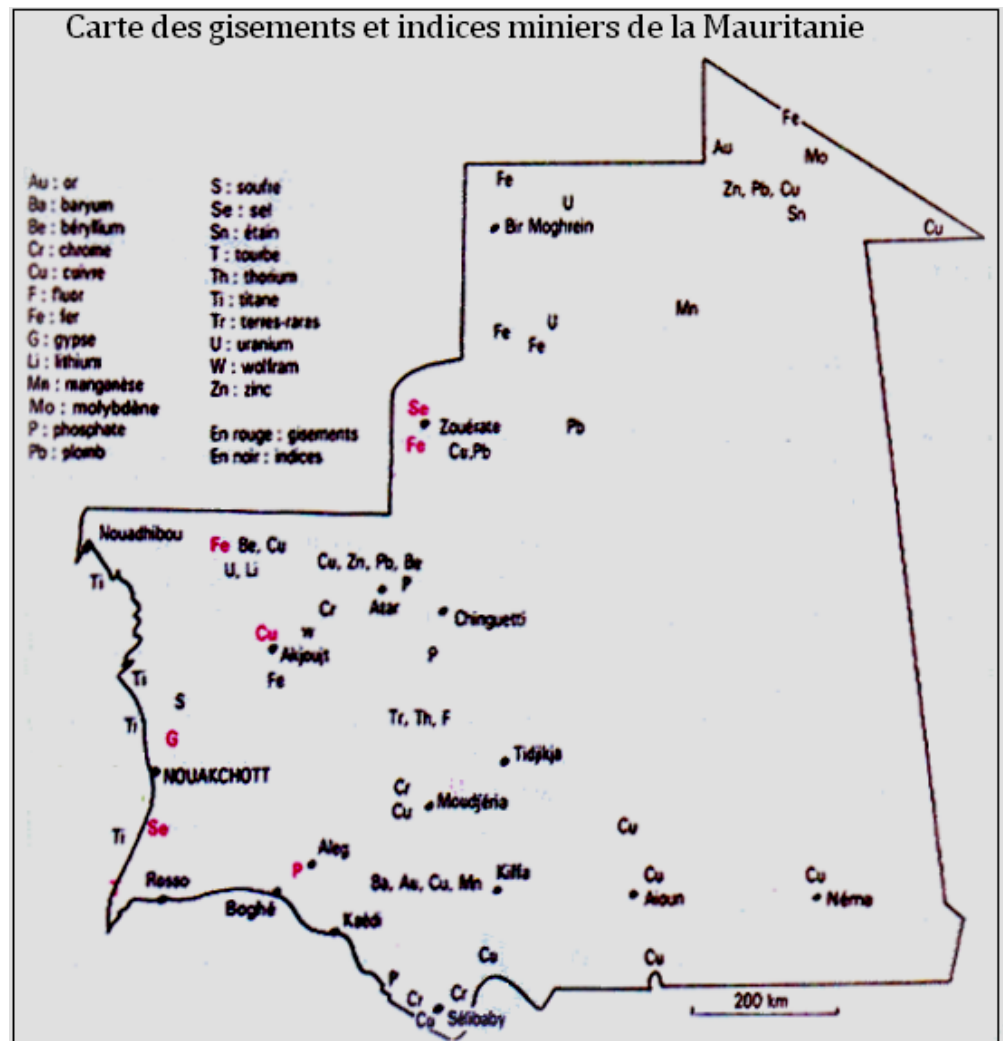 Carte des gisements et indices miniers de la Mauritanie
Au : or
Ba : baryum
Be : béryllium
Cr : chrome
Cu : cuivre
F : fluor
Fe : fer
G : gypse
Li : lithium
Mn : manganèse
Mo : molybdène
P : phosphate
Pb : plomb
S : soufre
Se : sel
Sn : étain
T : tourbe
Th : thorium
Ti : titane
Tr : terres-rares
U : uranium
W : wolfram
Zn : zinc
En rouge : gisements
En noir : indices
Fe
Au
Mo
Fe
Zn, Pb, Cu
U
Sn
Bir Moghrein
Cu
Mn
U
Fe
Fe
Se
Zouérate
Pb
Fe
Cu,Pb
Nouadhibou
Fe Be, Cu
Cu, Zn, Pb, Be
U, Li
Ti
P
Atar
Cr
Chinguetti
Cu
W
Akjoujt
P
Fe
Ti
S
Ti
Tr, Th, F
G
Tidjikja
NOUAKCHOTT
Cr
Moudjéria
Cu
Se
Ti
Cu
Aleg
P
Kiffa
Cu
Cu
Ba, Au, Cu, Mn
Rosso
Aioun
Néma
Boghé
Kaédi
Cu
P
Cr
Cr
Sélibaby
200 km